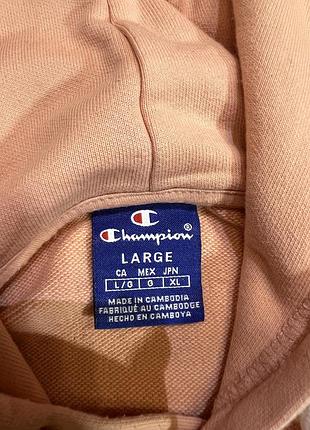 Champion®
LARGE
CA MEX JPN
L/G G XL
MADE IN CAMBODIA
FABRIQUÉ AU CAMBODGE
HECHO EN CAMBOYA